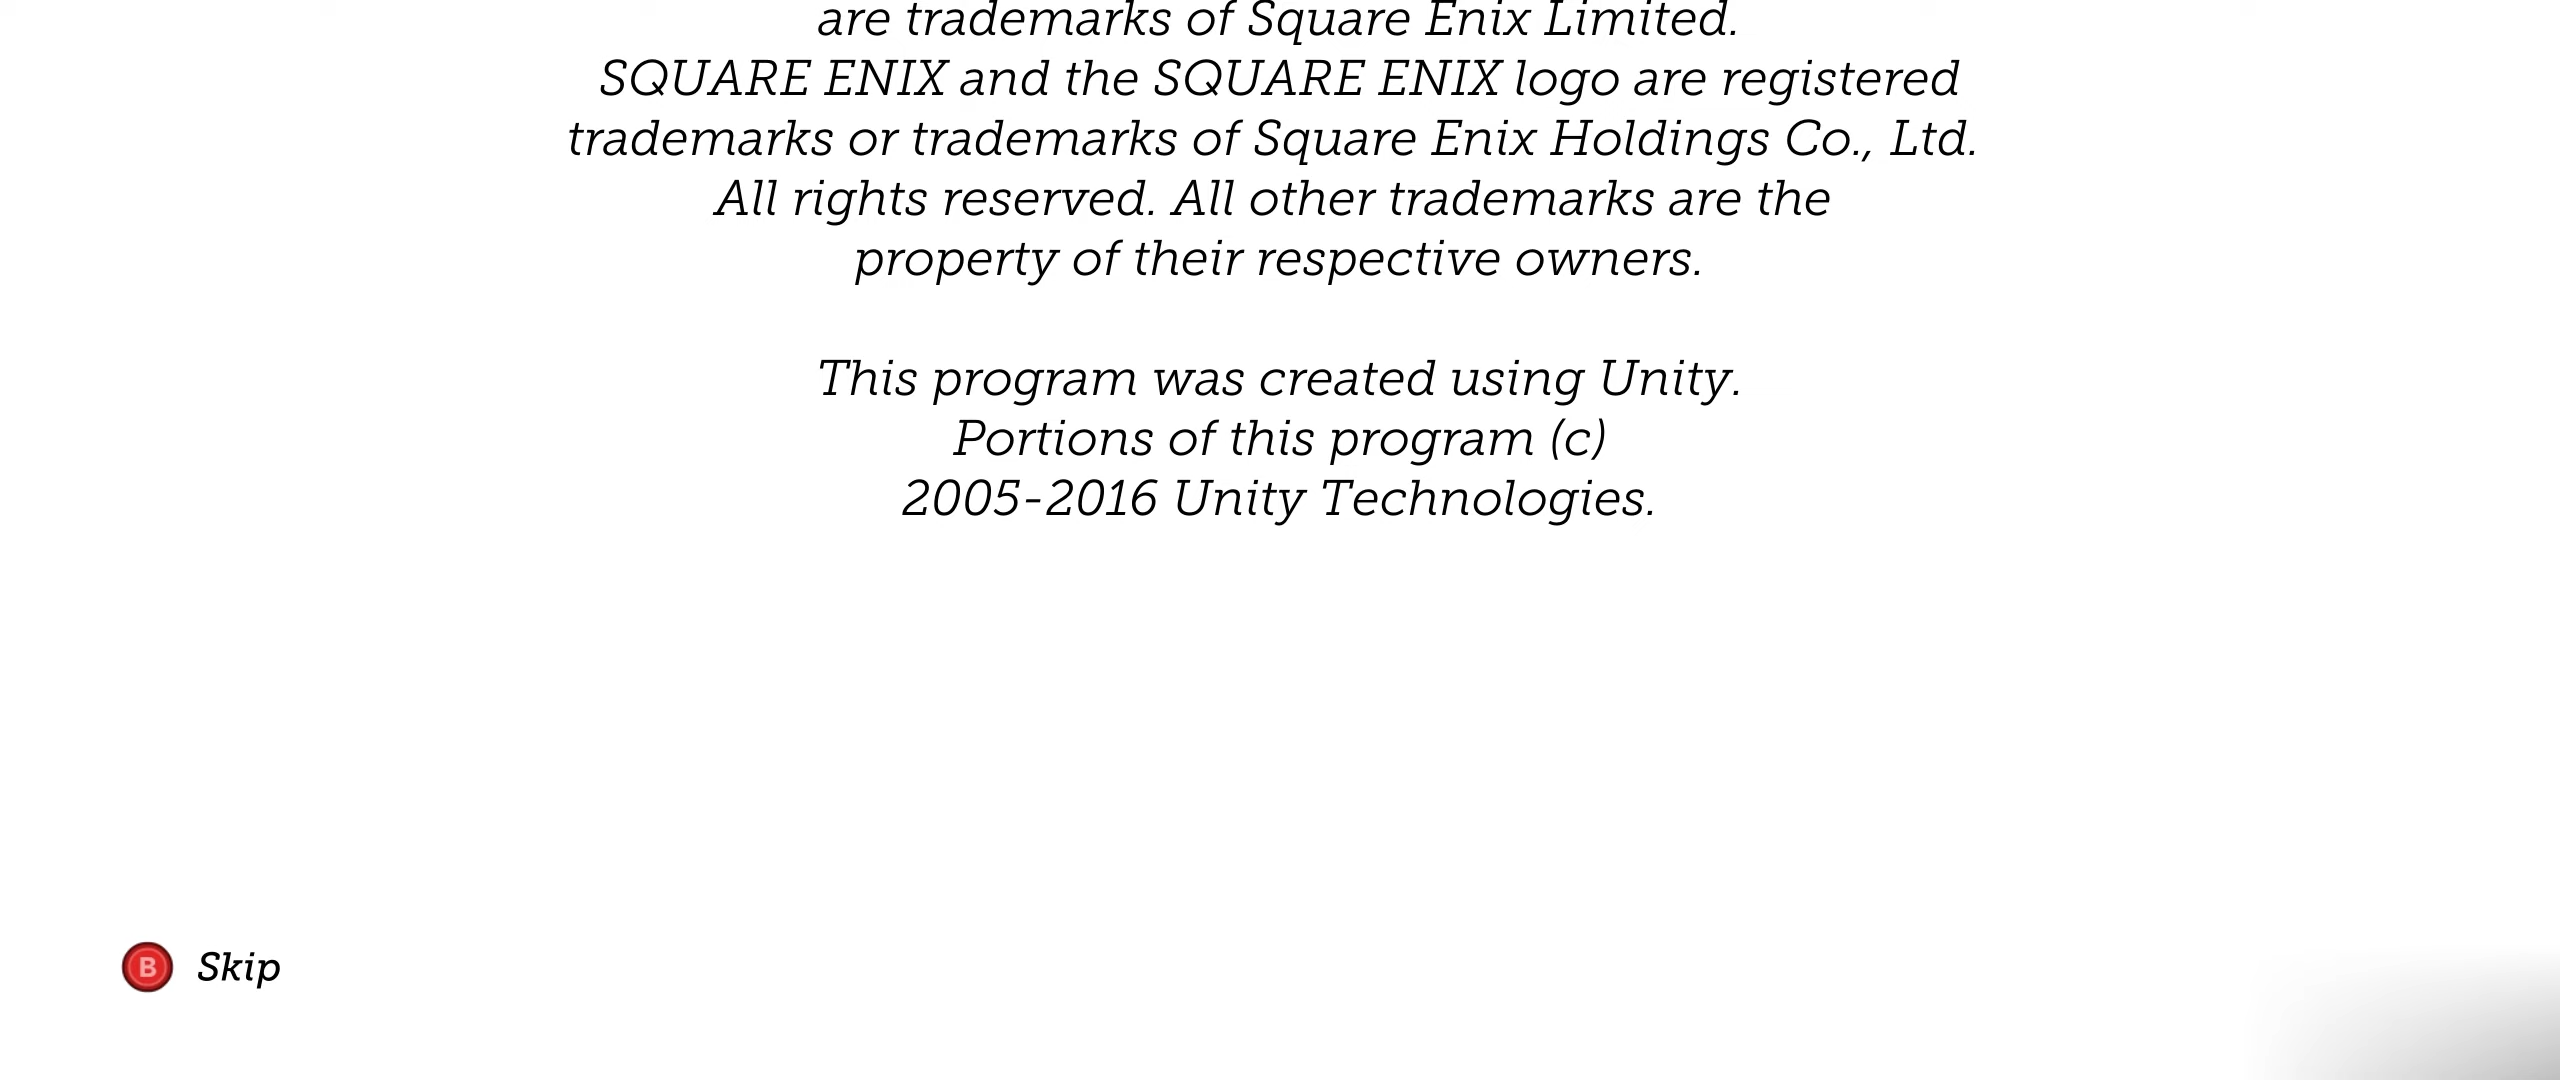 are trademarks of Square Enix Limited.
SQUARE ENIX and the SQUARE ENIX logo are registered
trademarks or trademarks of Square Enix Holdings Co., Ltd.
All rights reserved. All other trademarks are the
property of their respective owners.
This program was created using Unity.
Portions of this program (c)
2005-2016 Unity Technologies.
B Skip